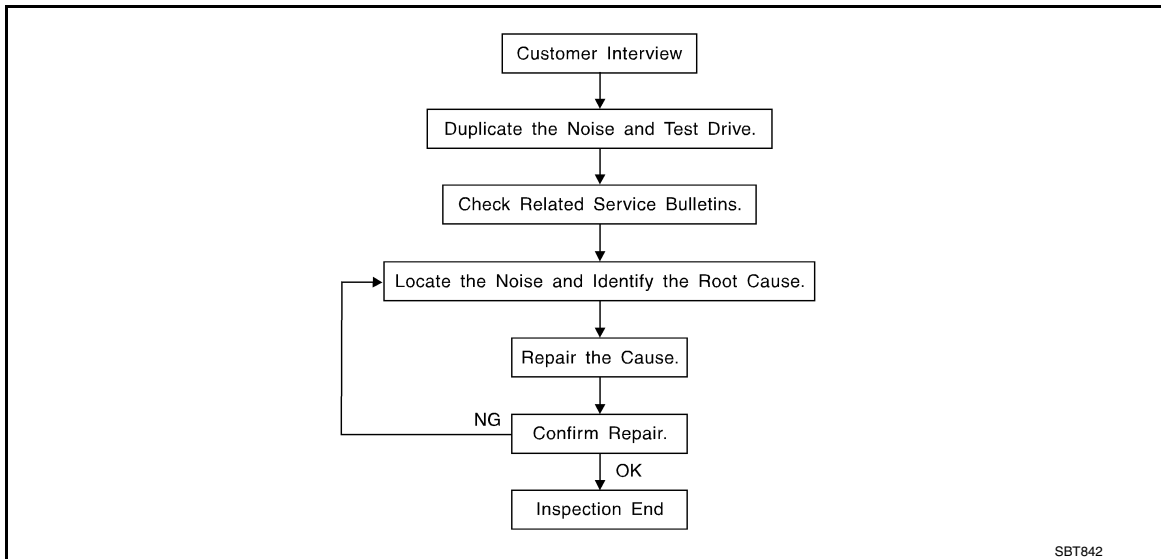 Customer Interview
Duplicate the Noise and Test Drive.
Check Related Service Bulletins.
Locate the Noise and Identify the Root Cause.
Repair the Cause.
NG
Confirm Repair.
OK
Inspection End
SBT842